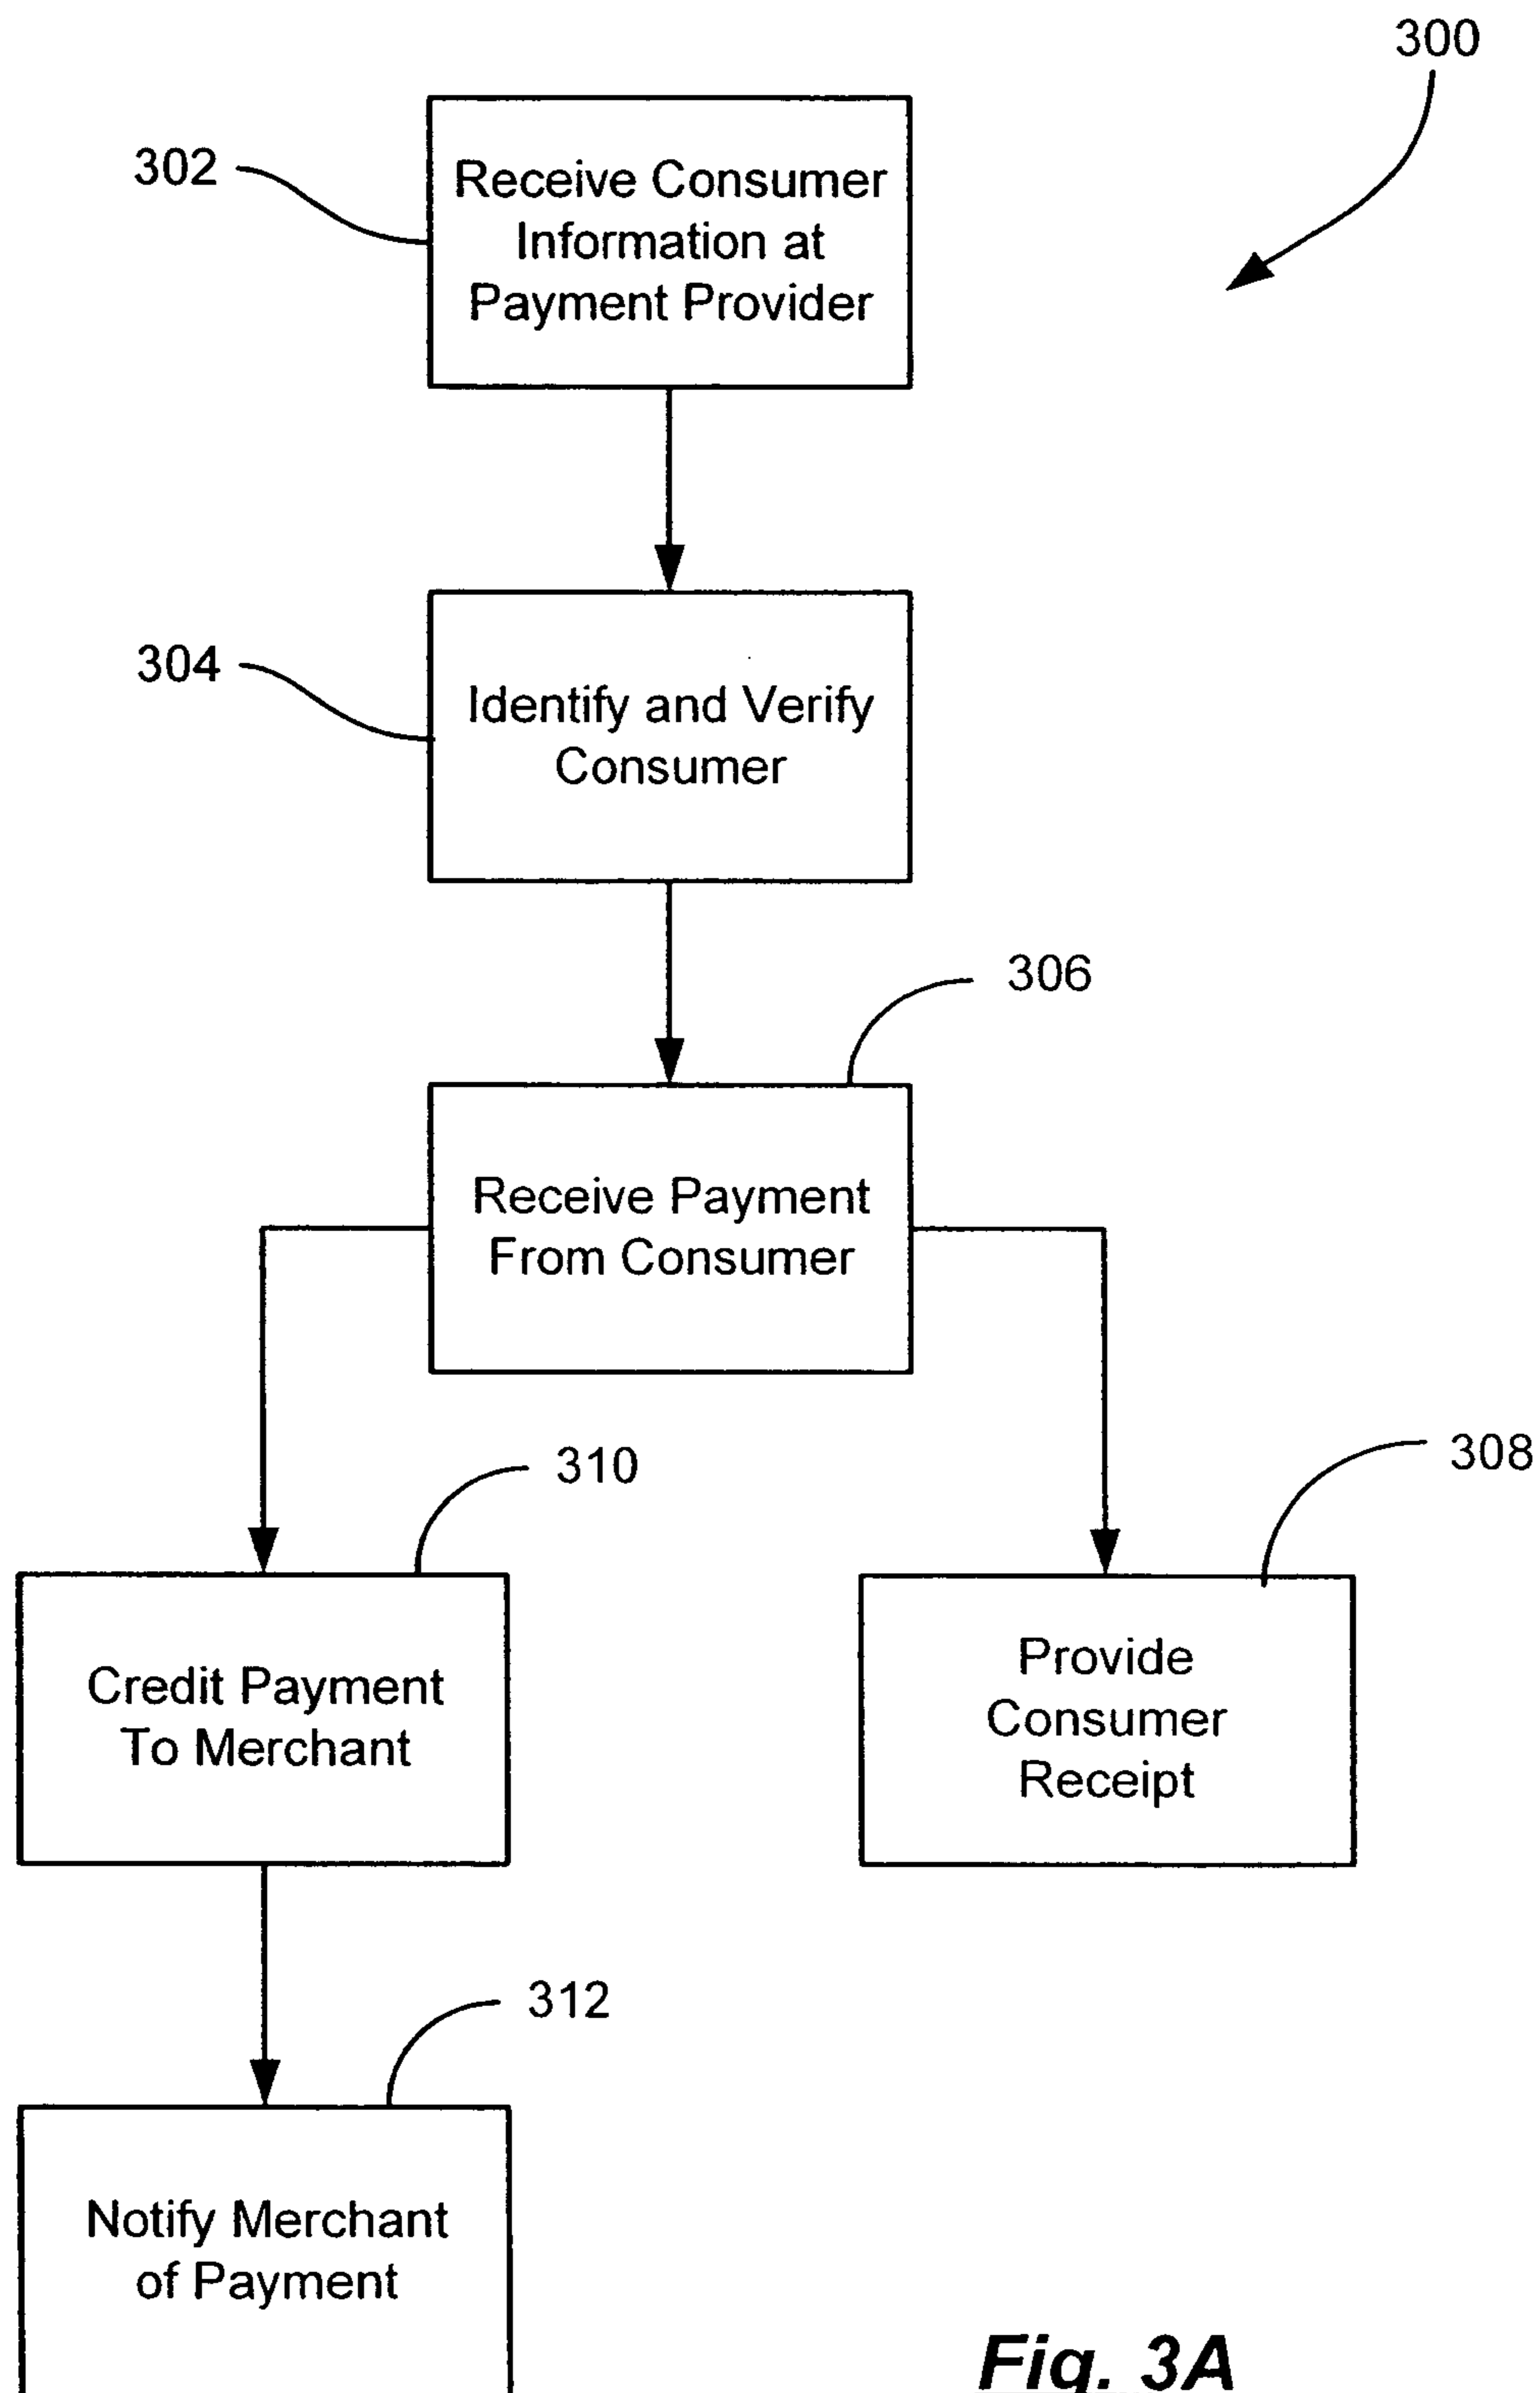 300
302
Receive Consumer
Information at
Payment Provider
304
Identify and Verify
Consumer
306
Receive Payment
From Consumer
310
308
Credit Payment
To Merchant
Provide
Consumer
Receipt
312
Notify Merchant
of Payment
Fig. 3A